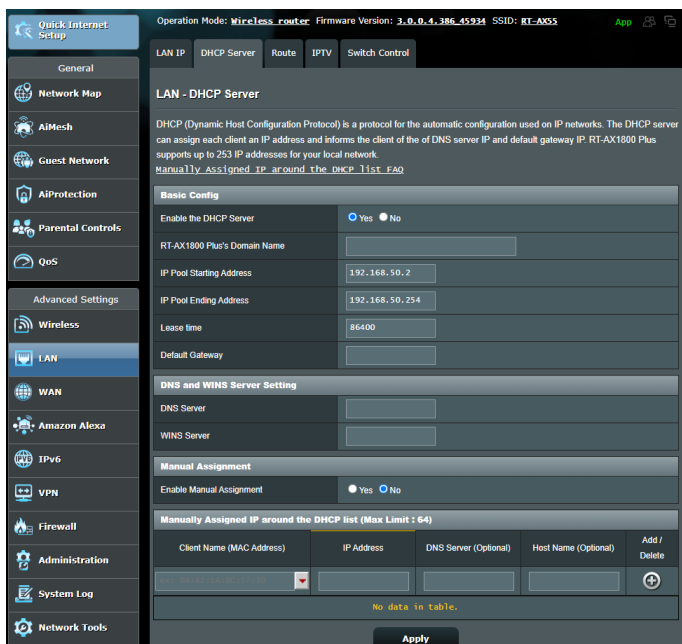 Quick Internet
Setup
General
Network Map
AiMesh
Guest Network
AiProtection
Parental Controls
QoS
Advanced Settings
Wireless
LAN
WAN
Amazon Alexa
IPv6
VPN
Firewall
Administration
System Log
Network Tools
Operation Mode: Wireless router Firmware Version: 3.0.0.4.386_45934 SSID: RT-AX55
App
LAN IP
DHCP Server
Route
IPTV
Switch Control
LAN - DHCP Server
DHCP (Dynamic Host Configuration Protocol) is a protocol for the automatic configuration used on IP networks. The DHCP server
can assign each client an IP address and informs the client of the of DNS server IP and default gateway IP. RT-AX1800 Plus
supports up to 253 IP addresses for your local network.
Manually Assigned IP around the DHCP list FAQ
Basic Config
Enable the DHCP Server Yes No
RT-AX1800 Plus's Domain Name
IP Pool Starting Address 192.168.50.2
IP Pool Ending Address 192.168.50.254
Lease time 86400
Default Gateway
DNS and WINS Server Setting
DNS Server
WINS Server
Manual Assignment
Enable Manual Assignment Yes No
Manually Assigned IP around the DHCP list (Max Limit : 64)
Client Name (MAC Address) IP Address DNS Server (Optional) Host Name (Optional) Add / Delete
No data in table.
Apply